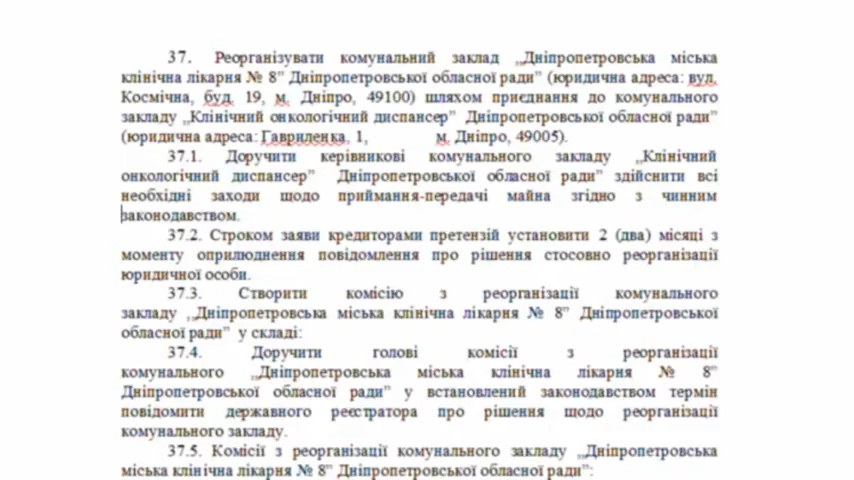 37. Реорганізувати комунальний заклад „Дніпропетровська міська
клінічна лікарня № 8” Дніпропетровської обласної ради” (юридична адреса: вул.
Космічна, буд. 19, м. Дніпро, 49100) шляхом приєднання до комунального
закладу „Клінічний онкологічний диспансер” Дніпропетровської обласної ради”
(юридична адреса: Гавриленка, 1, м. Дніпро, 49005).
37.1. Доручити керівникові комунального закладу „Клінічний
онкологічний диспансер” Дніпропетровської обласної ради” здійснити всі
необхідні заходи щодо приймання-передачі майна згідно з чинним
законодавством.
37.2. Строком заяви кредиторами претензій установити 2 (два) місяці з
моменту оприлюднення повідомлення про рішення стосовно реорганізації
юридичної особи.
37.3. Створити комісію з реорганізації комунального
закладу „Дніпропетровська міська клінічна лікарня № 8” Дніпропетровської
обласної ради” у складі:
37.4. Доручити голові комісії з реорганізації
комунального „Дніпропетровська міська клінічна лікарня № 8”
Дніпропетровської обласної ради” у встановлений законодавством термін
повідомити державного реєстратора про рішення щодо реорганізації
комунального закладу.
37.5. Комісії з реорганізації комунального закладу „Дніпропетровська
міська клінічна лікарня № 8” Дніпропетровської обласної ради”: